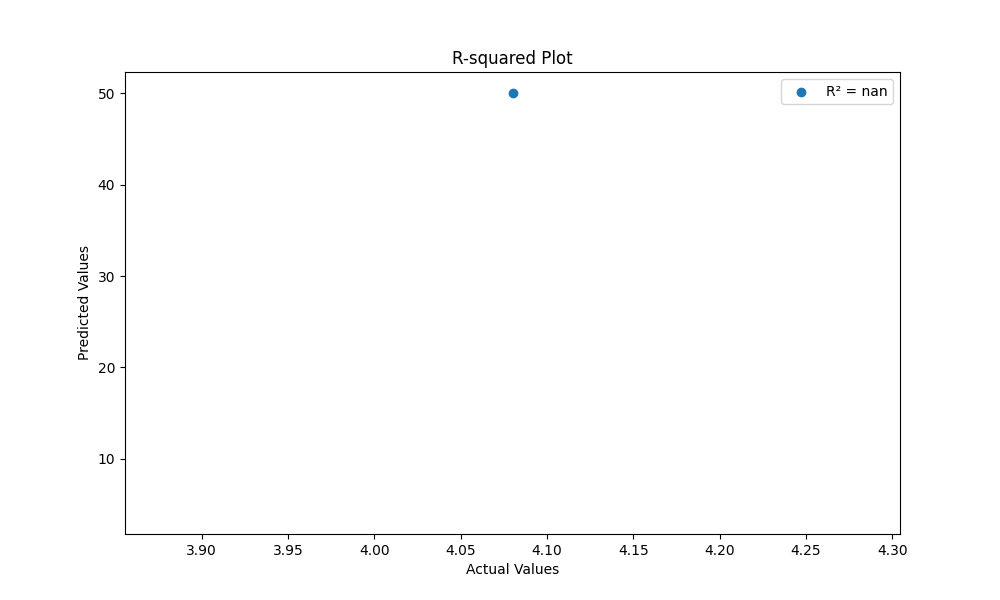 R-squared Plot
R² = nan
50
40
30
20
10
Predicted Values
3.90 3.95 4.00 4.05 4.10 4.15 4.20 4.25 4.30
Actual Values